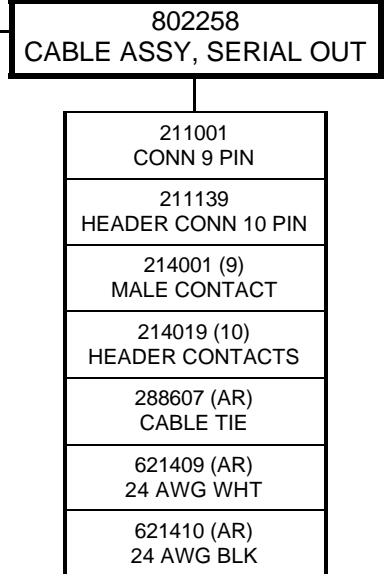 802258
CABLE ASSY, SERIAL OUT
211001
CONN 9 PIN
211139
HEADER CONN 10 PIN
214001 (9)
MALE CONTACT
214019 (10)
HEADER CONTACTS
288607 (AR)
CABLE TIE
621409 (AR)
24 AWG WHT
621410 (AR)
24 AWG BLK